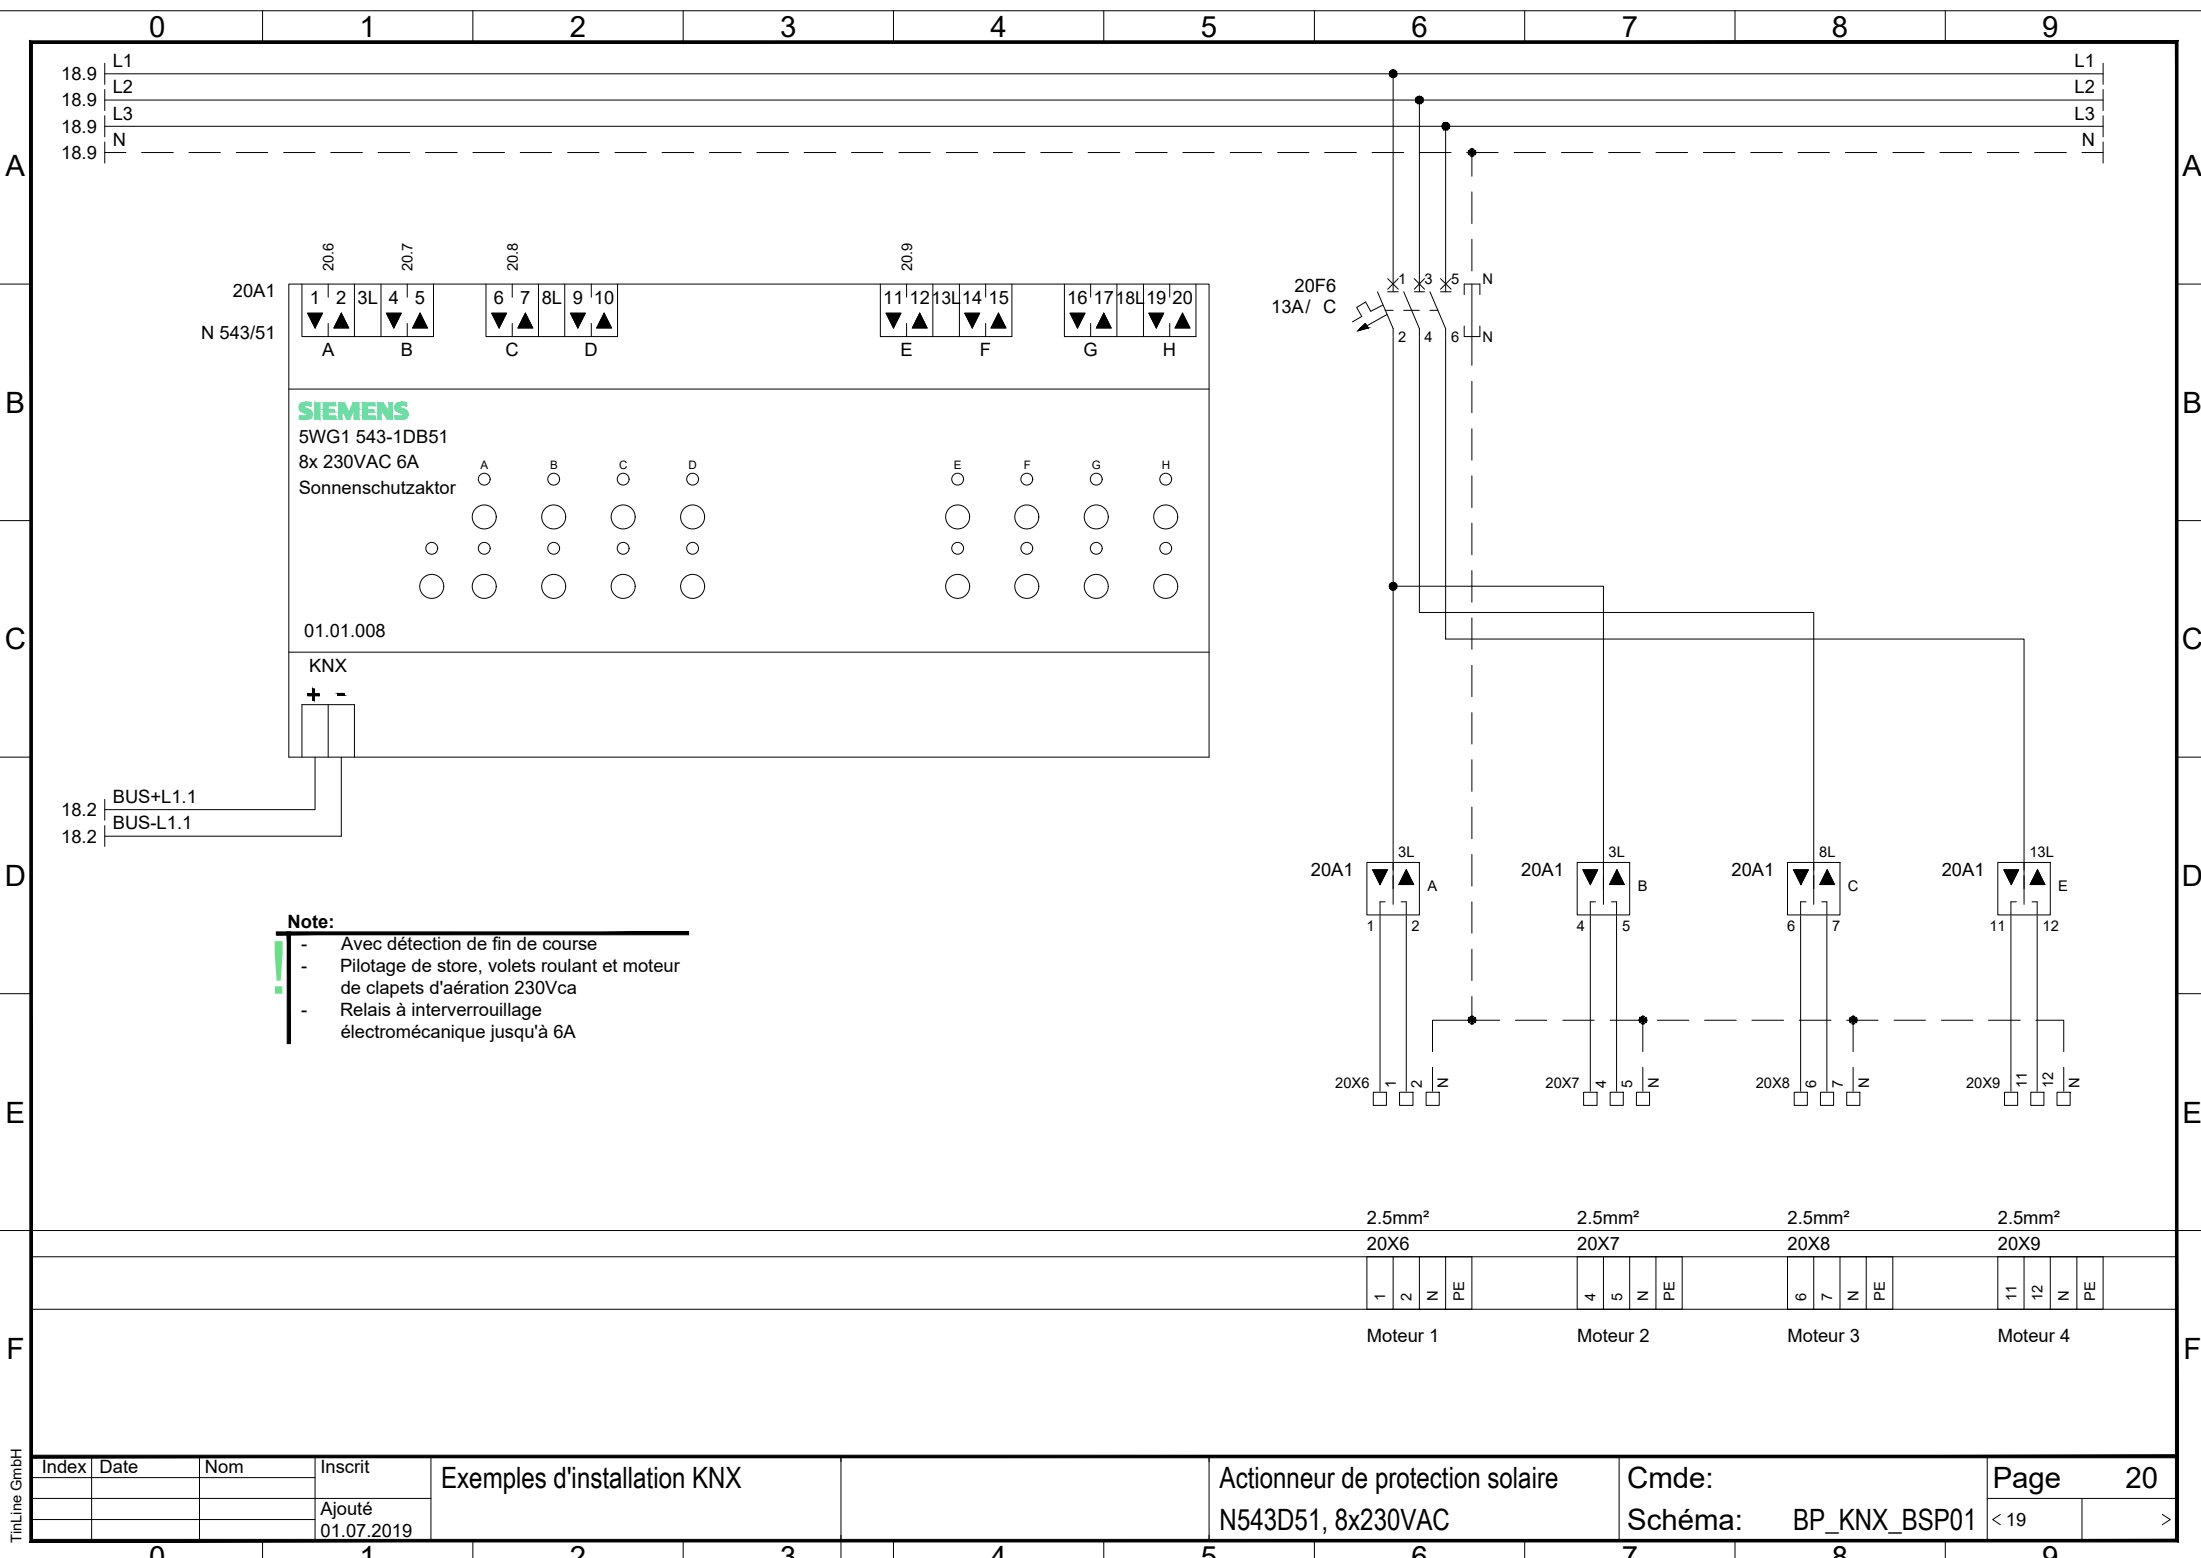 0 1 2 3 4 5 6 7 8 9
18.9 L1 L1
18.9 L2 L2
18.9 L3 L3
18.9 N N
A A
20.6 20.7 20.8 20.9
20A1 1 2 3L 4 5 6 7 8L 9 10 11 12 13L 14 15 16 17 18L 19 20
N 543/51
A B C D E F G H
20F6 1 3 5 N
13A/ C
2 4 6 N
B B
SIEMENS
5WG1 543-1DB51
8x 230VAC 6A
Sonnenschutzaktor
A B C D E F G H
01.01.008
C C
KNX
+ -
18.2 BUS+L1.1
18.2 BUS-L1.1
D D
20A1 3L A 20A1 3L B 20A1 8L C 20A1 13L E
1 2 4 5 6 7 11 12
Note:
!
- Avec détection de fin de course
- Pilotage de store, volets roulant et moteur
de clapets d'aération 230Vca
- Relais à interverrouillage
électromécanique jusqu'à 6A
20X6 1 2 N 20X7 4 5 N 20X8 6 7 N 20X9 11 12 N
E E
2.5mm² 2.5mm² 2.5mm² 2.5mm²
20X6 20X7 20X8 20X9
1 2 N PE 4 5 N PE 6 7 N PE 11 12 N PE
Moteur 1 Moteur 2 Moteur 3 Moteur 4
F F
TinLine GmbH
Index Date Nom Inscrit
Ajouté
01.07.2019
Exemples d'installation KNX
Actionneur de protection solaire
N543D51, 8x230VAC
Cmde:
Schéma: BP_KNX_BSP01
Page 20
< 19 >
0 1 2 3 4 5 6 7 8 9